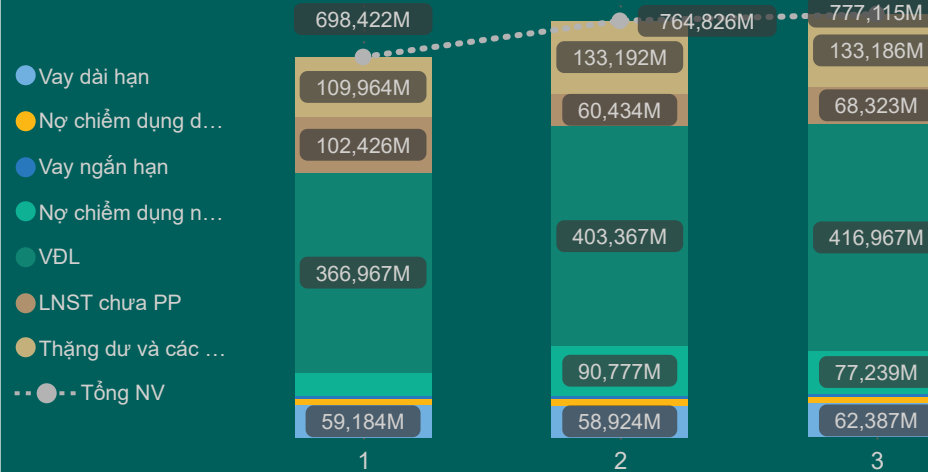 Vay dài hạn
Nợ chiếm dụng d...
Vay ngắn hạn
Nợ chiếm dụng n...
VĐL
LNST chưa PP
Thặng dư và các ...
Tổng NV
698,422M
109,964M
102,426M
366,967M
59,184M
1
764,826M
133,192M
60,434M
403,367M
90,777M
58,924M
2
777,115M
133,186M
68,323M
416,967M
77,239M
62,387M
3